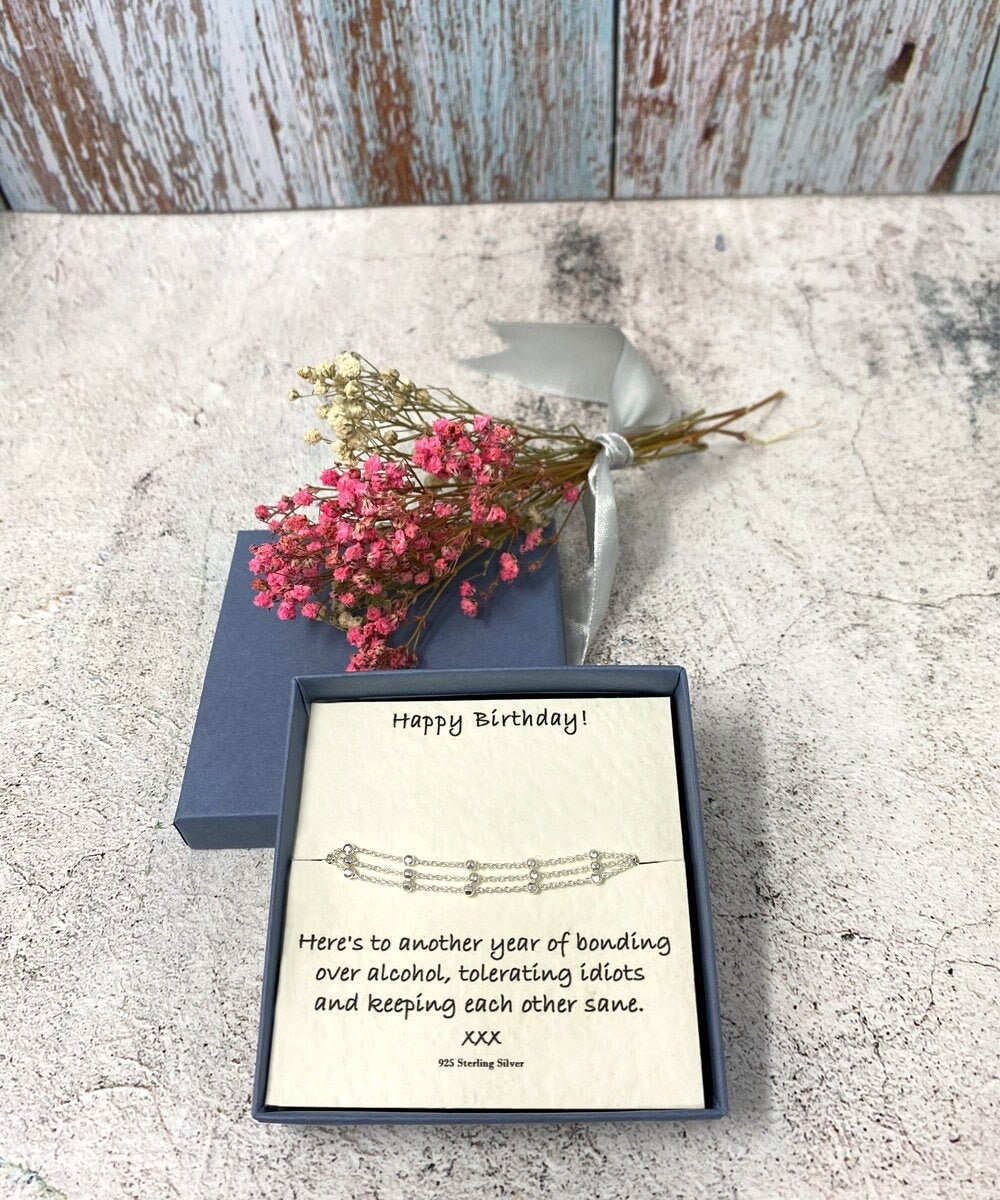 Happy Birthday!
Here's to another year of bonding
over alcohol, tolerating idiots
and keeping each other sane.
xxx
925 Sterling Silver